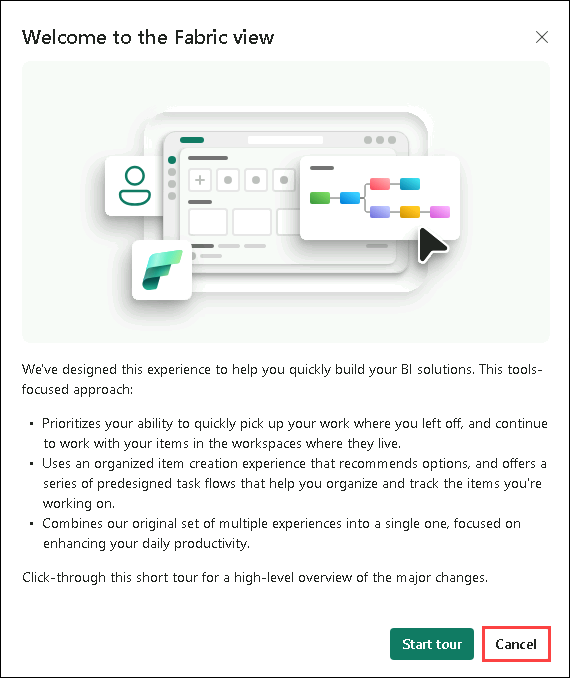 Welcome to the Fabric view
We've designed this experience to help you quickly build your BI solutions. This tools-
focused approach:
• Prioritizes your ability to quickly pick up your work where you left off, and continue
to work with your items in the workspaces where they live.
• Uses an organized item creation experience that recommends options, and offers a
series of predesigned task flows that help you organize and track the items you're
working on.
• Combines our original set of multiple experiences into a single one, focused on
enhancing your daily productivity.
Click-through this short tour for a high-level overview of the major changes.
Start tour
Cancel